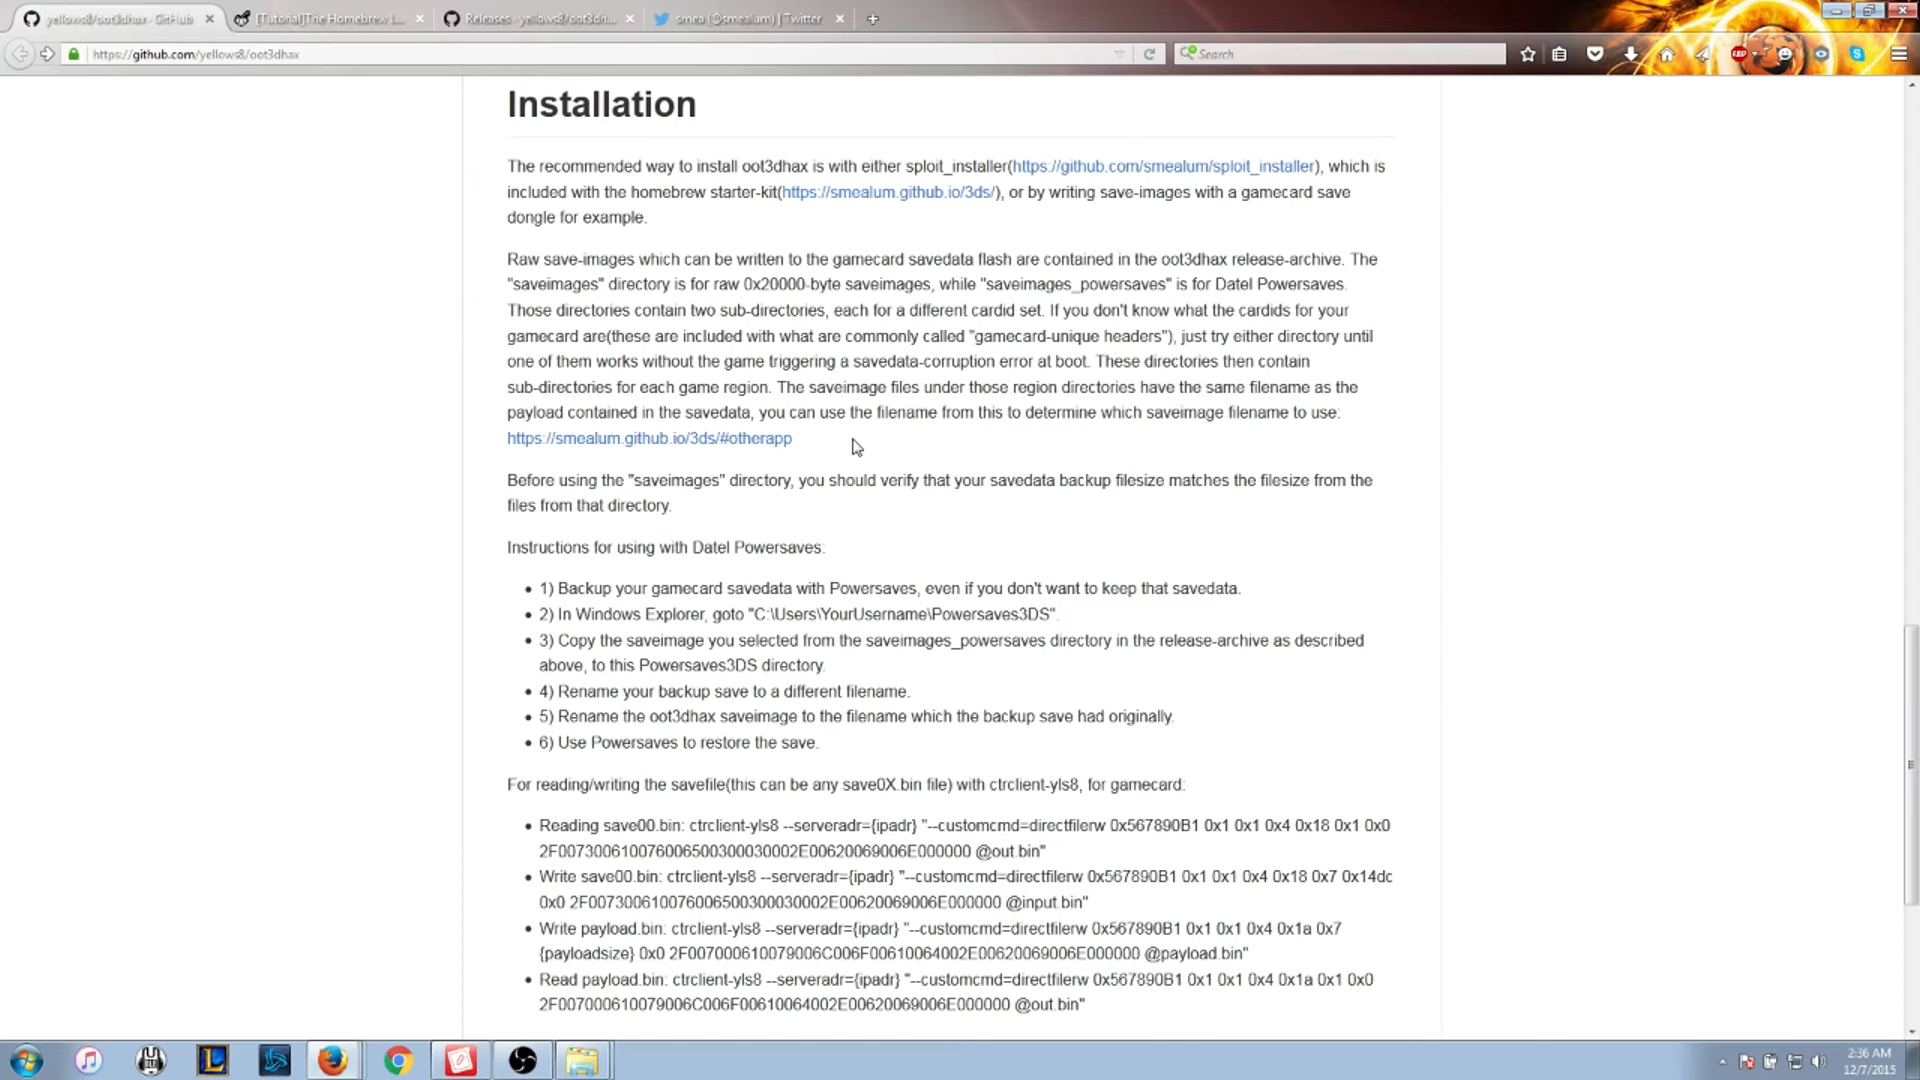 yellows8/oot3dhax · GitHub
[Tutorial]The Homebrew L...
Releases · yellows8/oot3dh...
smea (@smealum) | Twitter
https://github.com/yellows8/oot3dhax
Search
ABP
Installation
The recommended way to install oot3dhax is with either sploit_installer(https://github.com/smealum/sploit_installer), which is
included with the homebrew starter-kit(https://smealum.github.io/3ds/), or by writing save-images with a gamecard save
dongle for example.
Raw save-images which can be written to the gamecard savedata flash are contained in the oot3dhax release-archive. The
"saveimages" directory is for raw 0x20000-byte saveimages, while "saveimages_powersaves" is for Datel Powersaves.
Those directories contain two sub-directories, each for a different cardid set. If you don't know what the cardids for your
gamecard are(these are included with what are commonly called "gamecard-unique headers"), just try either directory until
one of them works without the game triggering a savedata-corruption error at boot. These directories then contain
sub-directories for each game region. The saveimage files under those region directories have the same filename as the
payload contained in the savedata, you can use the filename from this to determine which saveimage filename to use:
https://smealum.github.io/3ds/#otherapp
Before using the "saveimages" directory, you should verify that your savedata backup filesize matches the filesize from the
files from that directory.
Instructions for using with Datel Powersaves:
• 1) Backup your gamecard savedata with Powersaves, even if you don't want to keep that savedata.
• 2) In Windows Explorer, goto "C:\Users\YourUsername\Powersaves3DS".
• 3) Copy the saveimage you selected from the saveimages_powersaves directory in the release-archive as described
above, to this Powersaves3DS directory.
• 4) Rename your backup save to a different filename.
• 5) Rename the oot3dhax saveimage to the filename which the backup save had originally.
• 6) Use Powersaves to restore the save.
For reading/writing the savefile(this can be any save0X.bin file) with ctrclient-yls8, for gamecard:
• Reading save00.bin: ctrclient-yls8 --serveradr={ipadr} "--customcmd=directfilerw 0x567890B1 0x1 0x1 0x4 0x18 0x1 0x0
2F00730061007600650030003​0002E00620069006E000000 @out.bin"
• Write save00.bin: ctrclient-yls8 --serveradr={ipadr} "--customcmd=directfilerw 0x567890B1 0x1 0x1 0x4 0x18 0x7 0x14dc
0x0 2F007300610076006500300030002E00620069006E000000 @input.bin"
• Write payload.bin: ctrclient-yls8 --serveradr={ipadr} "--customcmd=directfilerw 0x567890B1 0x1 0x1 0x4 0x1a 0x7
{payloadsize} 0x0 2F007000610079006C006F00610064002E00620069006E000000 @payload.bin"
• Read payload.bin: ctrclient-yls8 --serveradr={ipadr} "--customcmd=directfilerw 0x567890B1 0x1 0x1 0x4 0x1a 0x1 0x0
2F007000610079006C006F00610064002E00620069006E000000 @out.bin"
2:36 AM
12/7/2015